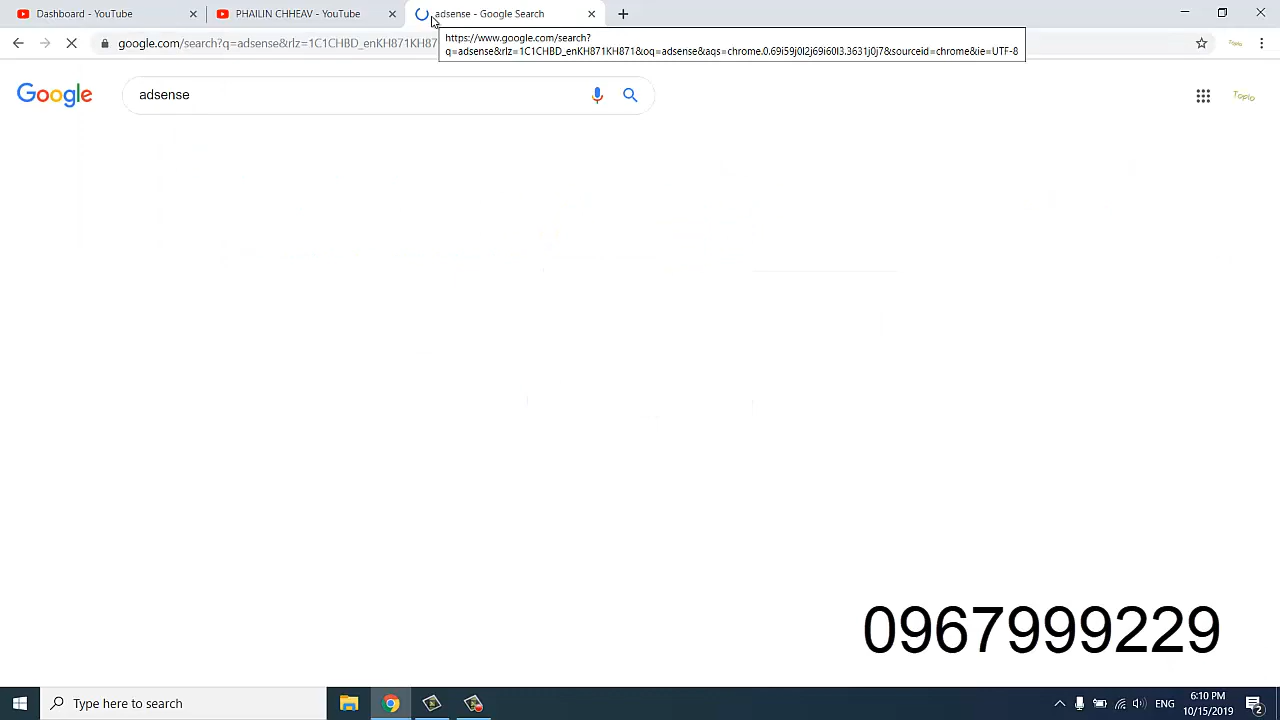 Dashboard - YouTube
PHAILIN CHHEAV - YouTube
adsense - Google Search
google.com/search?q=adsense&rlz=1C1CHBD_enKH871KH87
https://www.google.com/search?
q=adsense&rlz=1C1CHBD_enKH871KH871&oq=adsense&aqs=chrome.0.69i59j0l2j69i60l3.3631j0j7&sourceid=chrome&ie=UTF-8
Google
adsense
Topio
0967999229
Type here to search
ENG
6:10 PM
10/15/2019
2